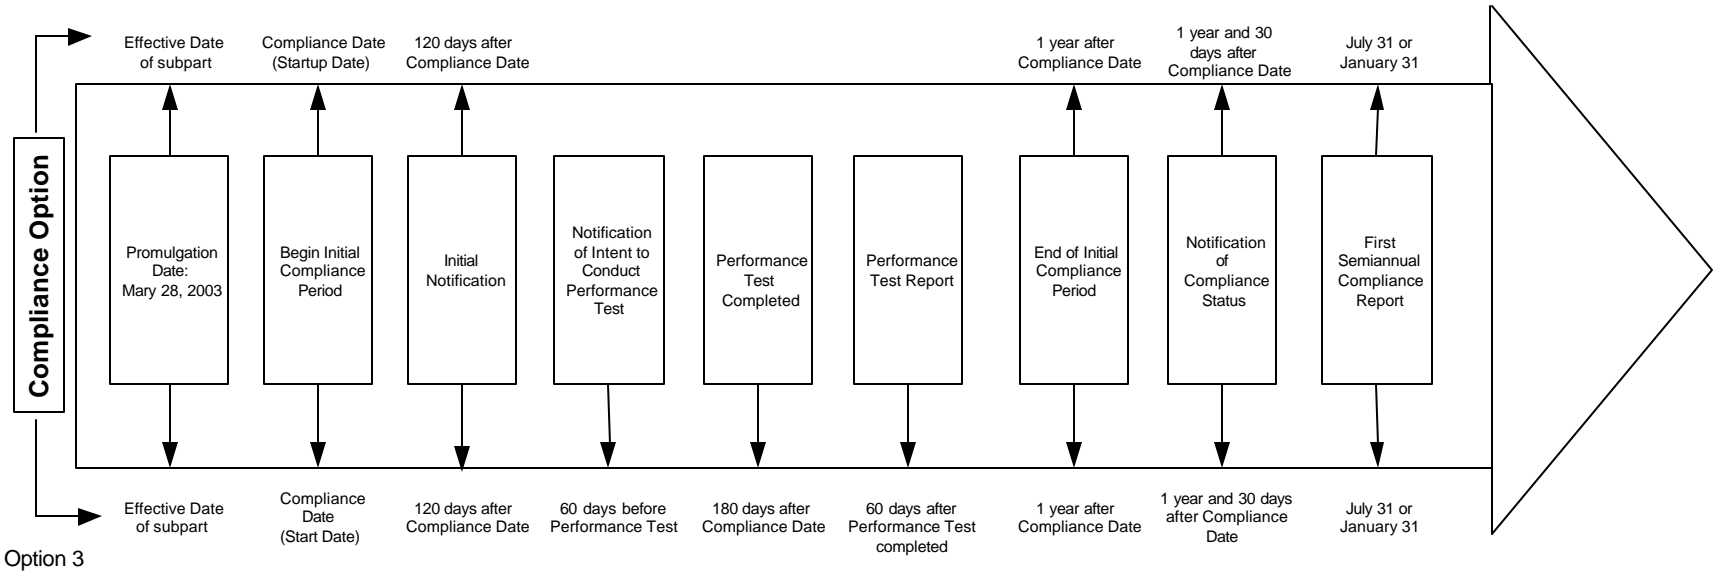 Effective Date
of subpart
Compliance Date
(Startup Date)
120 days after
Compliance Date
1 year after
Compliance Date
1 year and 30
days after
Compliance Date
July 31 or
January 31
Compliance Option
Promulgation
Date:
Mary 28, 2003
Begin Initial
Compliance
Period
Initial
Notification
Notification
of Intent to
Conduct
Performance
Test
Performance
Test
Completed
Performance
Test Report
End of Initial
Compliance
Period
Notification
of
Compliance
Status
First
Semiannual
Compliance
Report
Effective Date
of subpart
Compliance
Date
(Start Date)
120 days after
Compliance Date
60 days before
Performance Test
180 days after
Compliance Date
60 days after
Performance Test
completed
1 year after
Compliance Date
1 year and 30 days
after Compliance
Date
July 31 or
January 31
Option 3